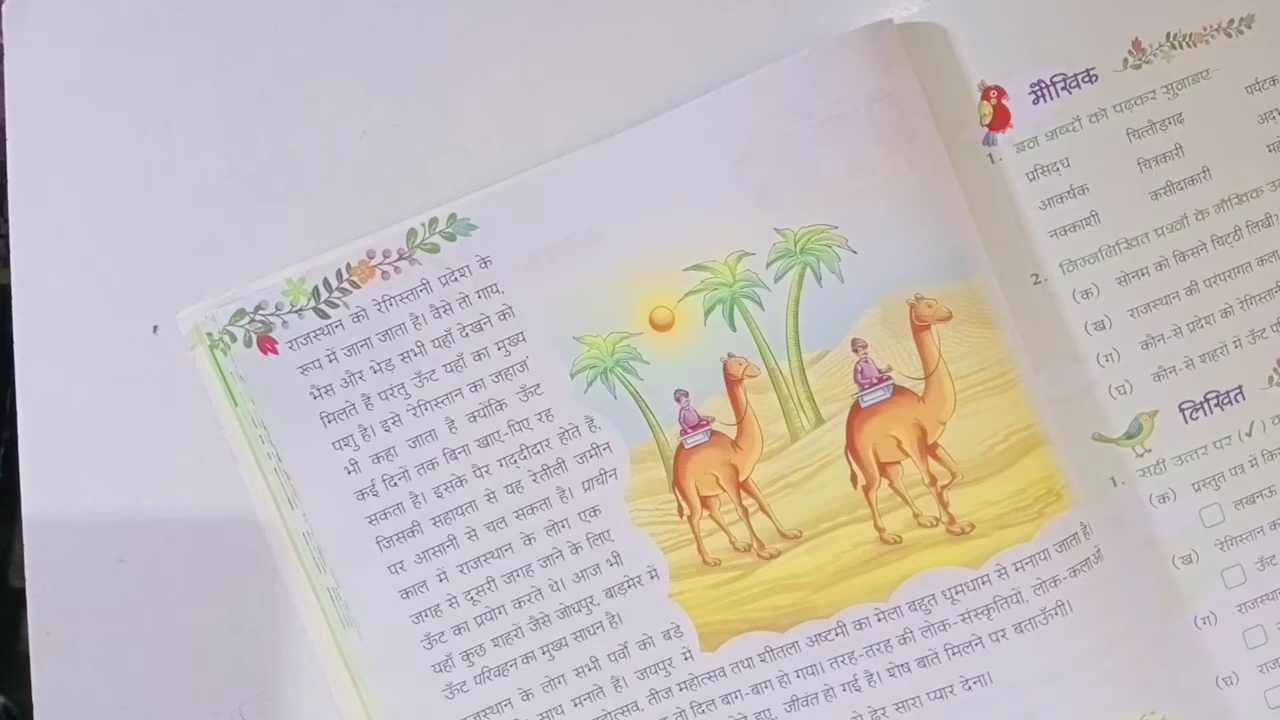 राजस्थान को रेगिस्तानी प्रदेश के
रूप में जाना जाता है। वैसे तो गाय,
भैंस और भेड़ सभी यहाँ देखने को
मिलते हैं परंतु ऊँट यहाँ का मुख्य
पशु है। इसे 'रेगिस्तान का जहाज'
भी कहा जाता है क्योंकि ऊँट
कई दिनों तक बिना खाए-पिए रह
सकता है। इसके पैर गद्दीदार होते हैं,
जिसकी सहायता से यह रेतीली जमीन
पर आसानी से चल सकता है। प्राचीन
काल में राजस्थान के लोग एक
जगह से दूसरी जगह जाने के लिए
ऊँट का प्रयोग करते थे। आज भी
यहाँ कुछ शहरों जैसे जोधपुर, बाड़मेर में
ऊँट परिवहन का मुख्य साधन है।
के लोग सभी पर्वों को बड़े
साथ मनाते हैं। जयपुर में
तीज महोत्सव तथा शीतला अष्टमी का मेला बहुत धूमधाम से मनाया जाता है।
तो दिल बाग-बाग हो गया। तरह-तरह की लोक-संस्कृतियों, लोक-कलाओं
जीवंत हो गई है। शेष बातें मिलने पर बताऊँगी।
ढेर सारा प्यार देना।
मौखिक
1. इन शब्दों को पढ़कर सुनाइए-
प्रसिद्ध चित्तौड़गढ़ पर्यटक
आकर्षक चित्रकारी
नक्काशी कसीदाकारी
2. निम्नलिखित प्रश्नों के मौखिक
(क) सोनम को किसने चिट्ठी लिखी
(ख) राजस्थान की परंपरागत कला
(ग) कौन-से प्रदेश को
(घ) कौन-से शहरों में ऊँट
लिखित
1. सही उत्तर पर (✓)
(क) प्रस्तुत पत्र में
लखनऊ
(ख) रेगिस्तान
ऊँट
(ग)
(घ)